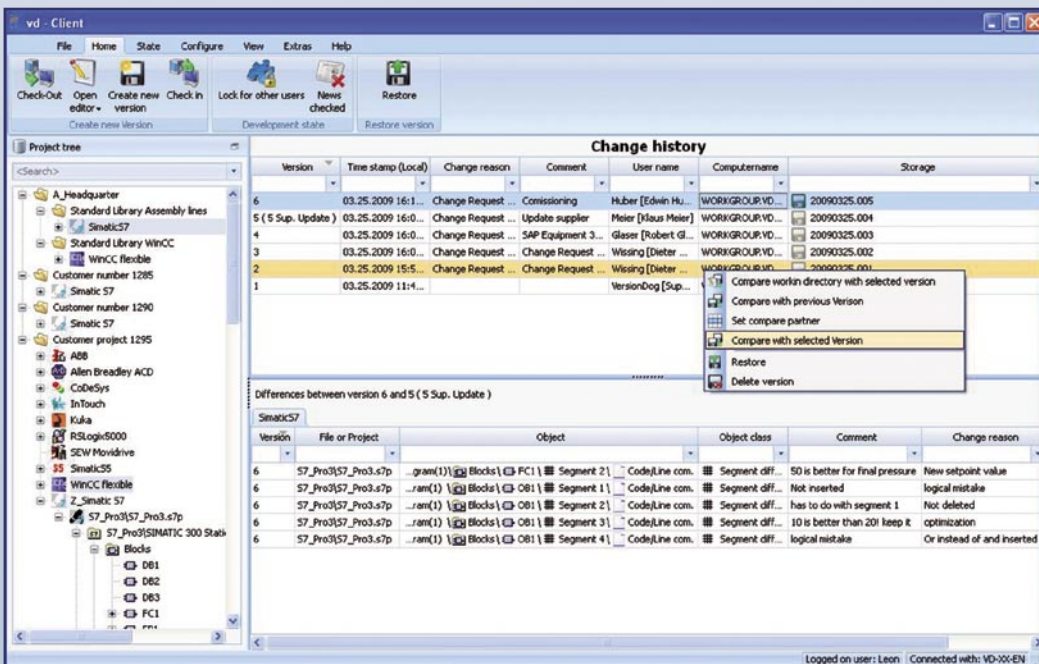 vd - Client
File Home State Configure View Extras Help
Check-Out Open editor Create new version Check in Lock for other users News checked Restore
Create new Version Development state Restore version
Project tree
<Search>
A_Headquarter
Standard Library Assembly lines
SimaticS7
Standard Library WinCC
WinCC flexible
Customer number 1285
Simatic S7
Customer number 1290
Simatic S7
Customer project 1295
ABB
Allen Breadley ACD
CoDeSys
InTouch
Kuka
RSLogix5000
SEW Movidrive
S5 SimaticS5
WinCC flexible
Z_Simatic S7
S7_Pro3\S7_Pro3.s7p
S7_Pro3\SIMATIC 300 Stati
Blocks
DB1
DB2
DB3
FC1
Change history
Version Time stamp (Local) Change reason Comment User name Computername Storage
6 03.25.2009 16:1... Change Request ... Comissioning Huber [Edwin Hu... WORKGROUP.VD... 20090325.005
5 ( 5 Sup. Update ) 03.25.2009 16:0... Change Request ... Update supplier Meier [Klaus Meier] WORKGROUP.VD... 20090325.004
4 03.25.2009 16:0... Change Request ... SAP Equipment 3... Glaser [Robert Gl... WORKGROUP.VD... 20090325.003
3 03.25.2009 16:0... Change Request ... Change Request ... Wissing [Dieter ... WORKGROUP.VD... 20090325.002
2 03.25.2009 15:5... Change Request ... Change Request ... Wissing [Dieter ... WORKGROUP.VD... 20090325.001
1 03.25.2009 11:4... VersionDog [Sup...
Compare workin directory with selected version
Compare with previous Verison
Set compare partner
Compare with selected Version
Restore
Delete version
Differences between version 6 and 5 ( 5 Sup. Update )
SimaticS7
Version File or Project Object Object class Comment Change reason
6 S7_Pro3\S7_Pro3.s7p ...gram(1)\ Blocks\ FC1\ Segment 2\ Code/Line com. Segment diff... 50 is better for final pressure New setpoint value
6 S7_Pro3\S7_Pro3.s7p ...ram(1) \ Blocks\ OB1\ Segment 1\ Code/Line com. Segment diff... Not inserted logical mistake
6 S7_Pro3\S7_Pro3.s7p ...ram(1) \ Blocks\ OB1\ Segment 2\ Code/Line com. Segment diff... has to do with segment 1 Not deleted
6 S7_Pro3\S7_Pro3.s7p ...ram(1) \ Blocks\ OB1\ Segment 3\ Code/Line com. Segment diff... 10 is better than 20! keep it optimization
6 S7_Pro3\S7_Pro3.s7p ...ram(1) \ Blocks\ OB1\ Segment 4\ Code/Line com. Segment diff... logical mistake Or instead of and inserted
Logged on user: Leon Connected with: VD-XX-EN